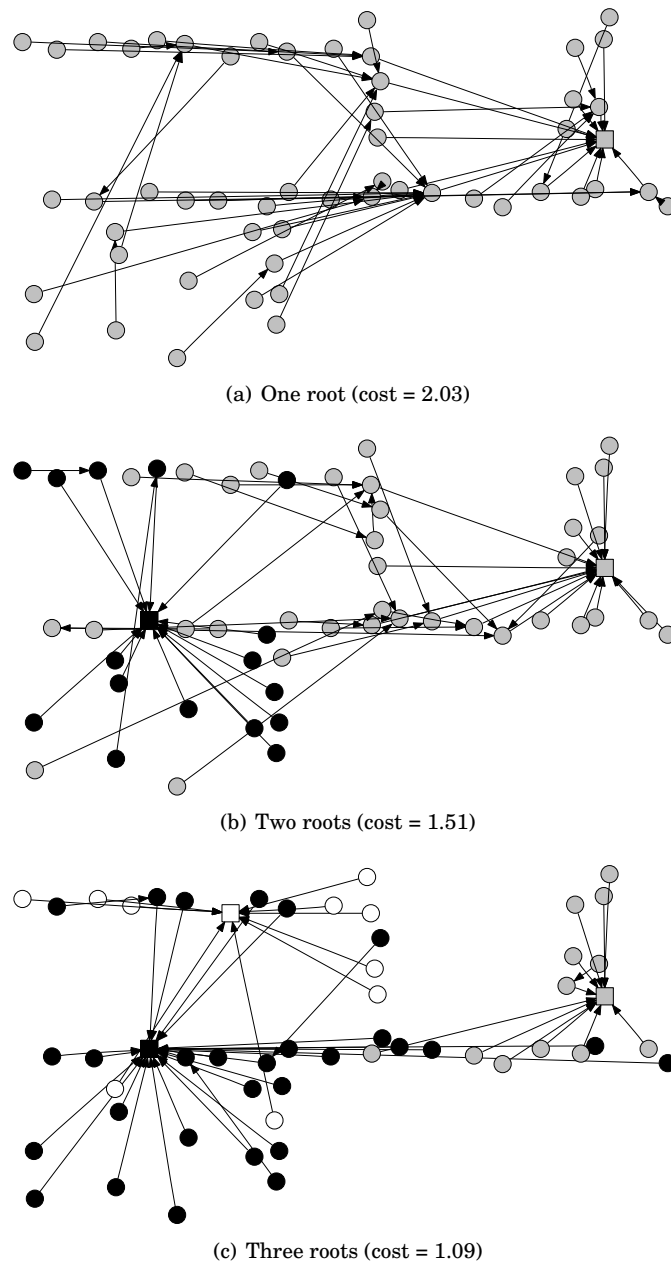 (a) One root (cost = 2.03)
(b) Two roots (cost = 1.51)
(c) Three roots (cost = 1.09)